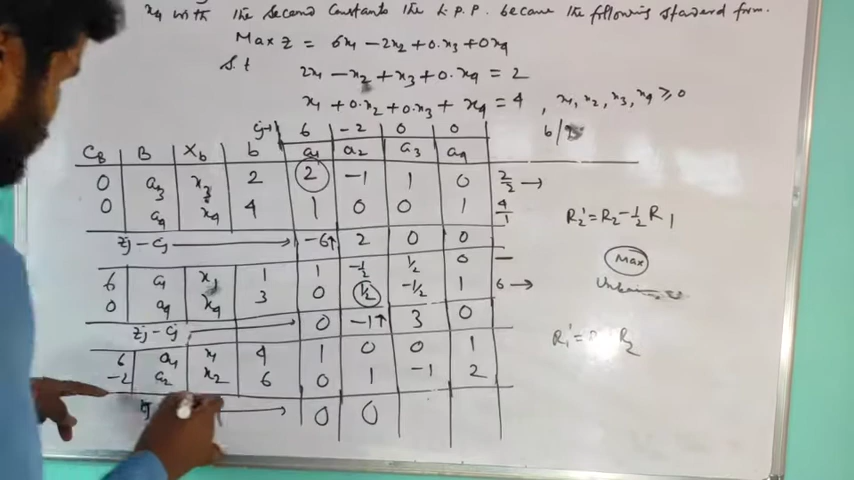 x4 with the second constants the L.P.P. became the following standard from.
Max z = 6x1 - 2x2 + 0.x3 + 0x4
S.t
2x1 - x2 + x3 + 0.x4 = 2
x1 + 0.x2 + 0.x3 + x4 = 4 , x1, x2, x3, x4 ≥ 0
Cj→ 6 -2 0 0 b/
CB B Xb b a1 a2 a3 a4
0 a3 x3 2 2 -1 1 0 2/2 →
0 a4 x4 4 1 0 0 1 4/1
zj - cj → -6↑ 2 0 0
6 a1 x1 1 1 -1/2 1/2 0 —
0 a4 x4 3 0 1/2 -1/2 1 6 →
zj - cj → 0 -1↑ 3 0
6 a1 x1 4 1 0 0 1
-2 a2 x2 6 0 1 -1 2
→ 0 0
R2' = R2 - 1/2 R1
Max
R1' = R2